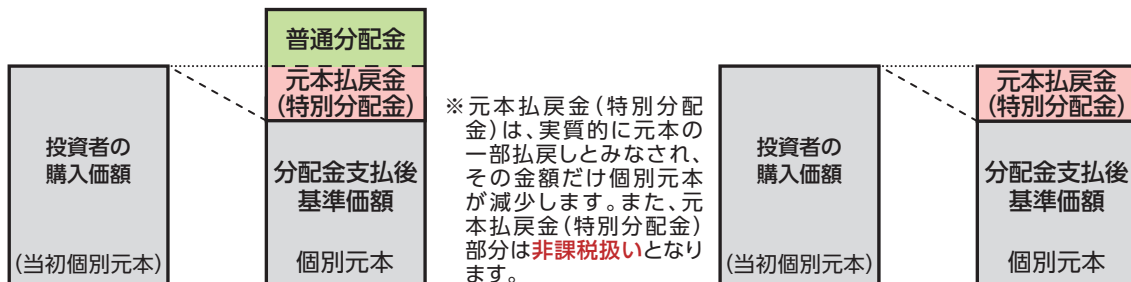 投資者の
購入価額
(当初個別元本)
普通分配金
元本払戻金
(特別分配金)
分配金支払後
基準価額
個別元本
※元本払戻金(特別分配
金)は、実質的に元本の
一部払戻しとみなされ、
その金額だけ個別元本
が減少します。また、元
本払戻金(特別分配金)
部分は非課税扱いとなり
ます。
投資者の
購入価額
(当初個別元本)
元本払戻金
(特別分配金)
分配金支払後
基準価額
個別元本